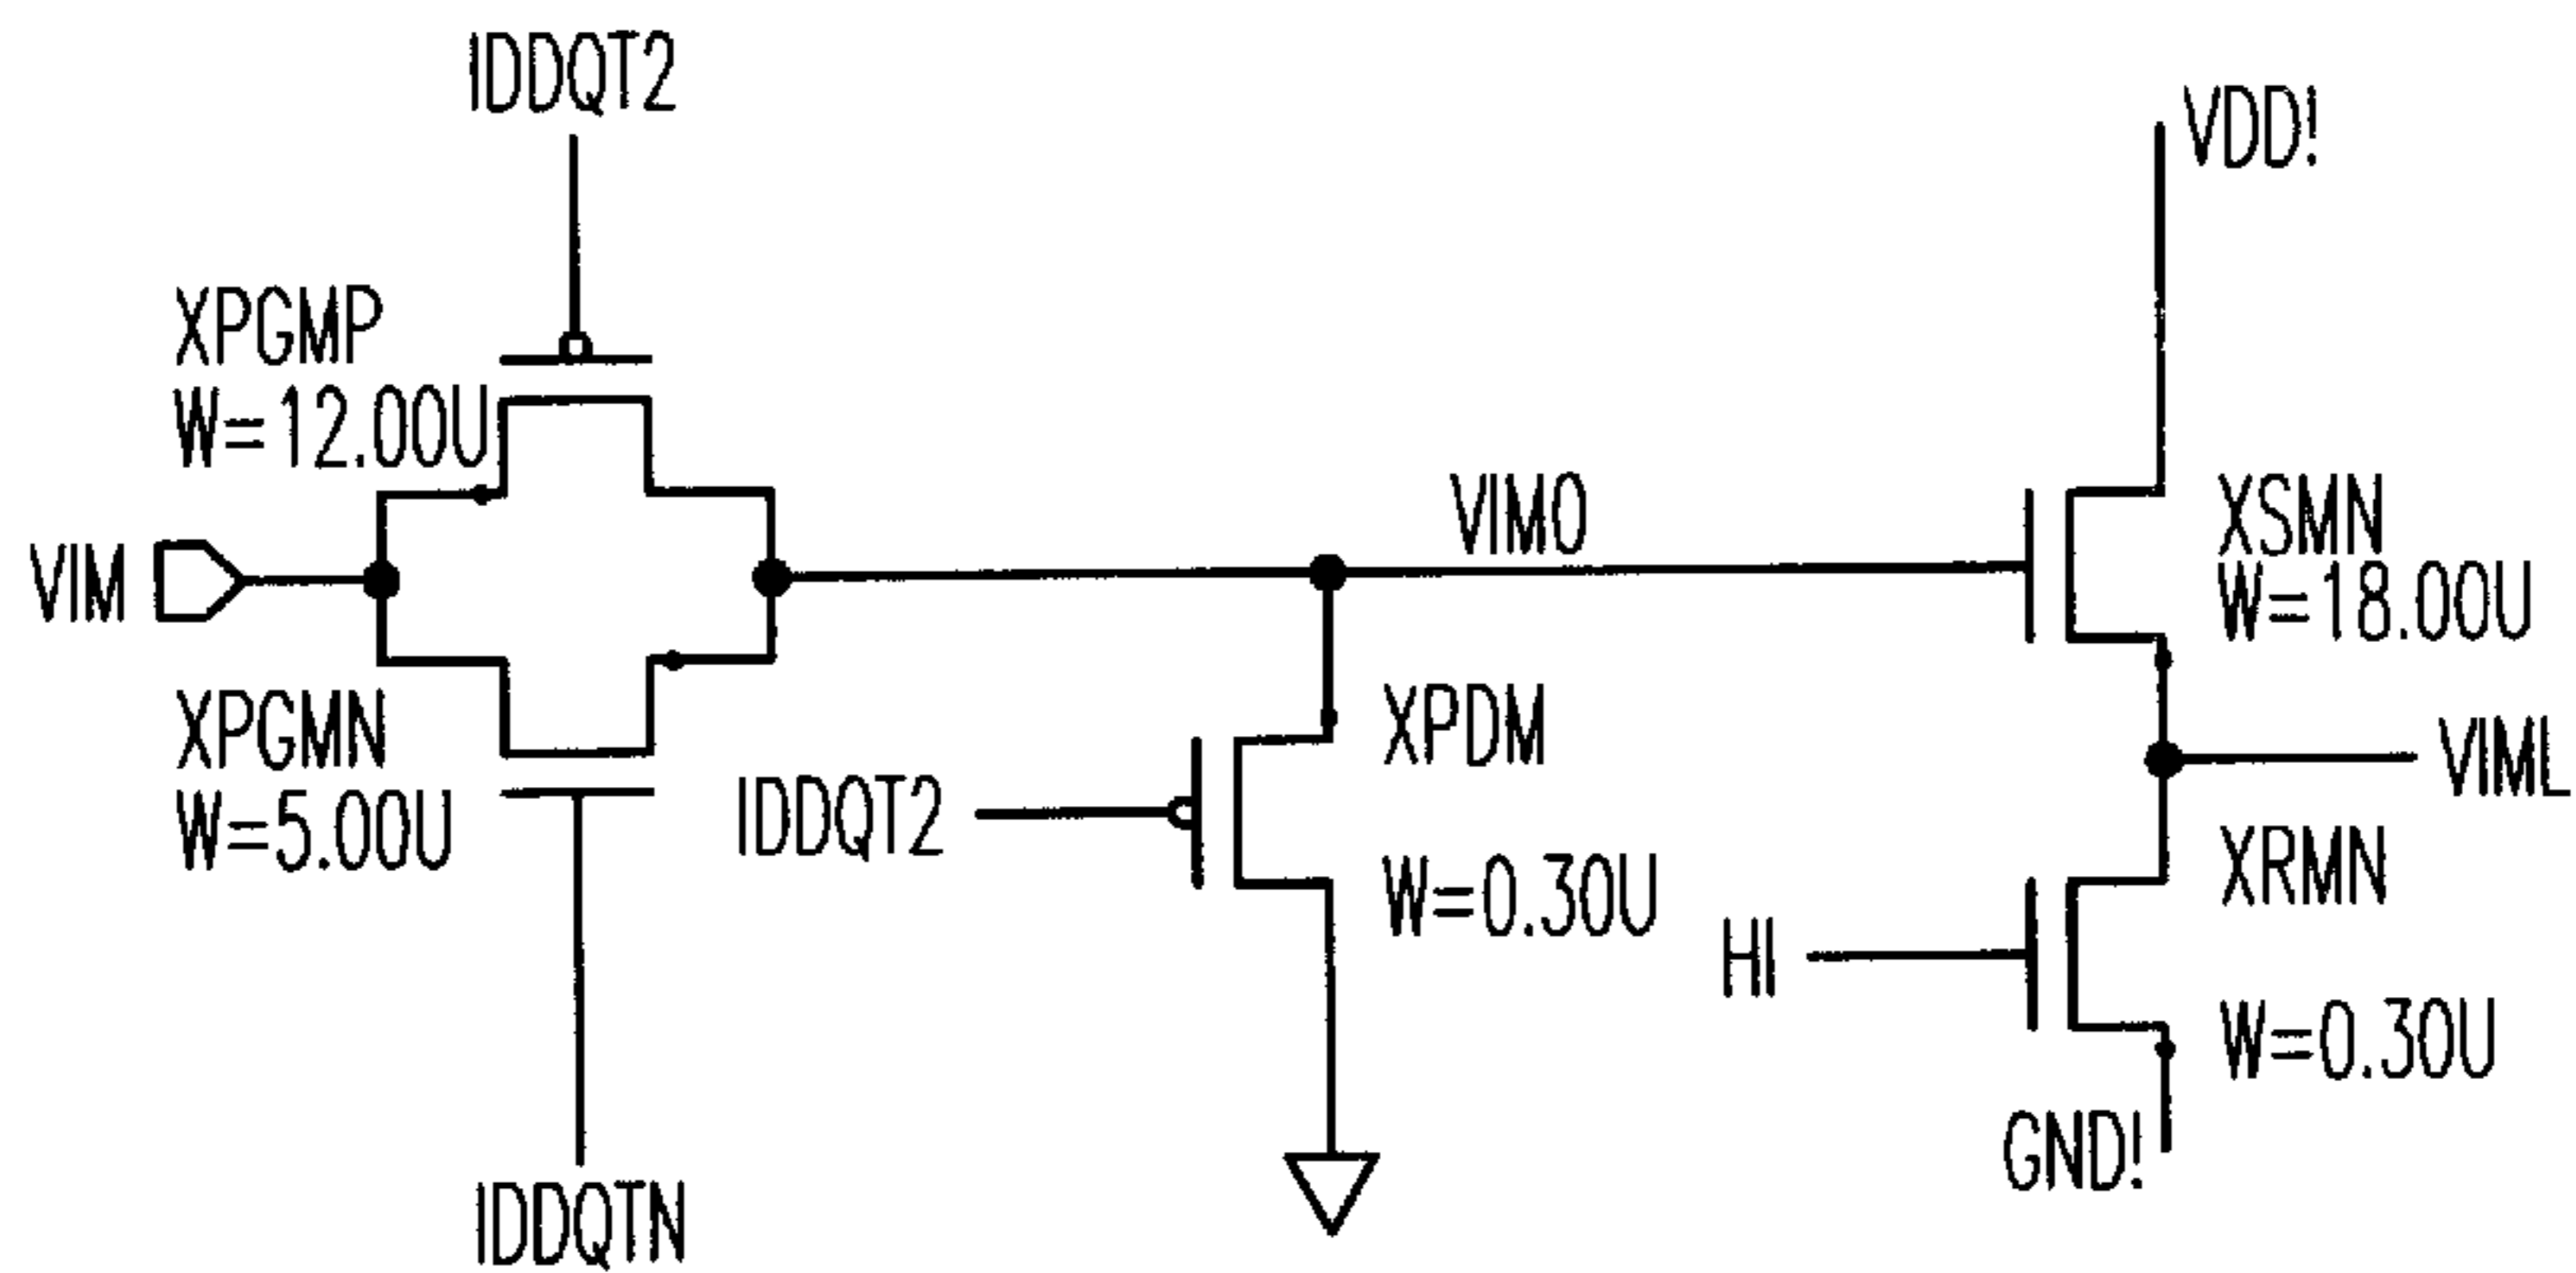 IDDQT2
VDD!
XPGMP
W=12.00U
VIMO
XSMN
W=18.00U
VIM
XPGMN
W=5.00U
XPDM
IDDQT2
W=0.30U
VIML
XRMN
HI
W=0.30U
GND!
IDDQTN